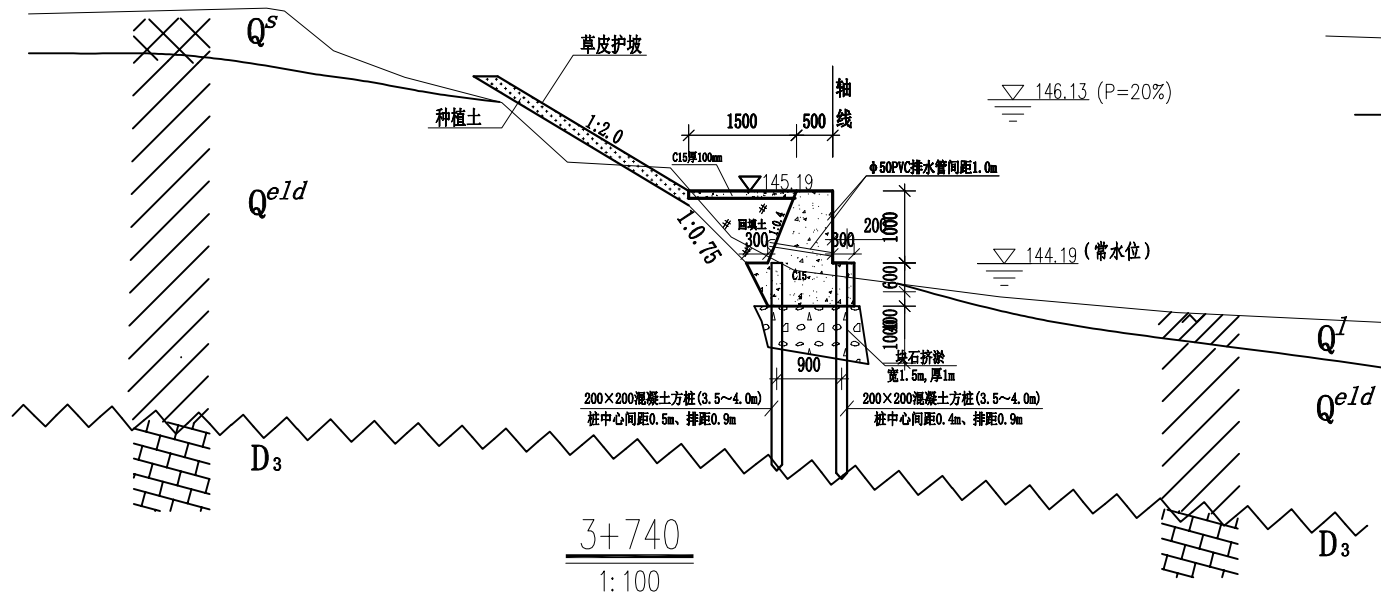 Qˢ
草皮护坡
种植土
1:2.0
轴
线
146.13 (P=20%)
1500
500
C15厚100mm
145.19
φ50PVC排水管间距1.0m
Qᵉˡᵈ
回填土
1:0.4
200
1000
300
300
1:0.75
144.19 (常水位)
C15
600
Qˡ
块石挤淤
宽1.5m,厚1m
900
200×200混凝土方桩(3.5～4.0m)
桩中心间距0.5m、排距0.9m
200×200混凝土方桩(3.5～4.0m)
桩中心间距0.4m、排距0.9m
Qᵉˡᵈ
D₃
D₃
3+740
1:100